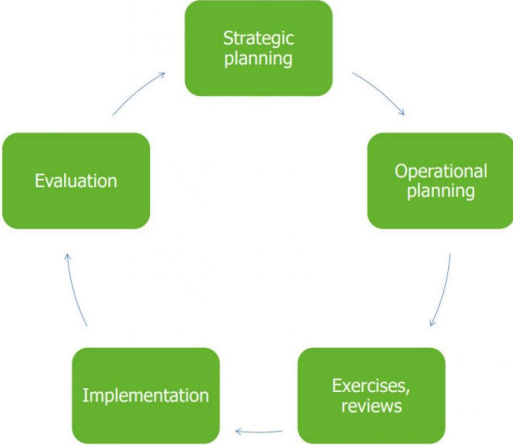 Strategic
planning
Operational
planning
Exercises,
reviews
Implementation
Evaluation